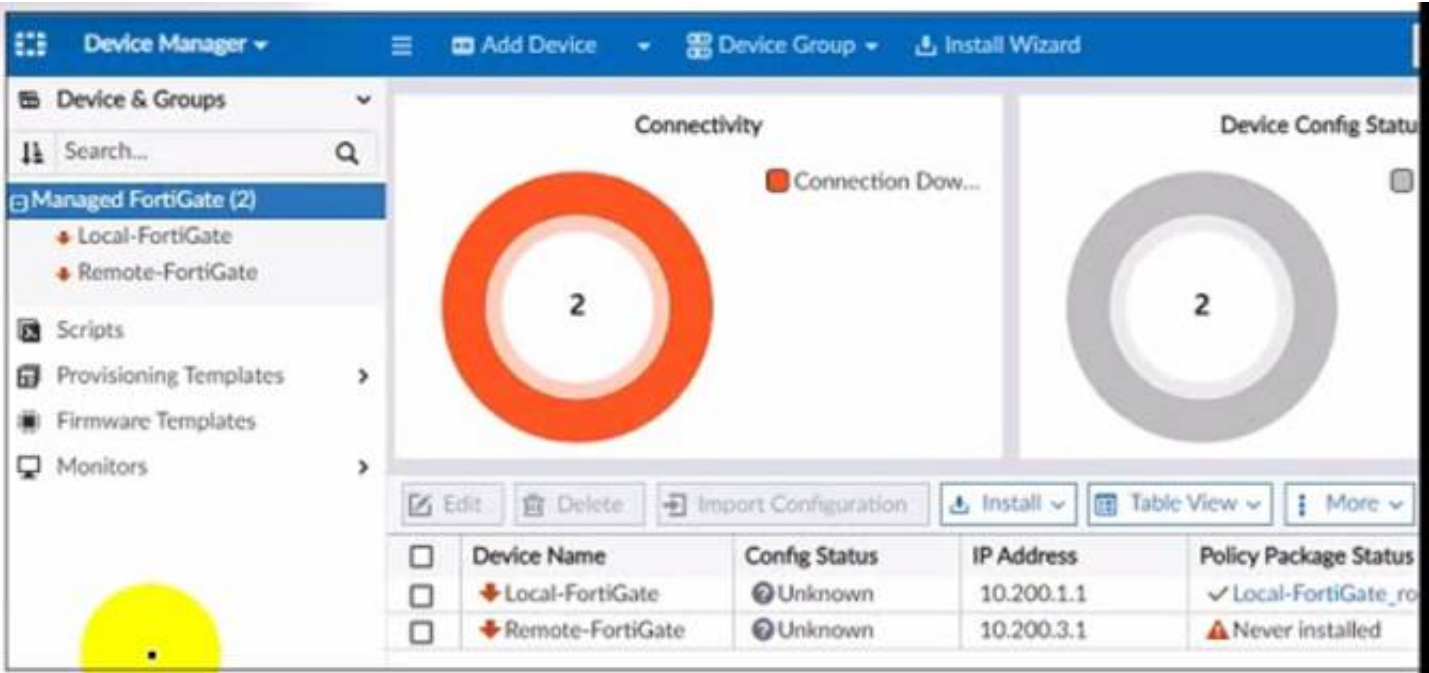 Device Manager
Add Device
Device Group
Install Wizard
Device & Groups
Search...
Managed FortiGate (2)
Local-FortiGate
Remote-FortiGate
Scripts
Provisioning Templates
Firmware Templates
Monitors
Connectivity
Connection Dow...
2
Device Config Statu
2
Edit Delete Import Configuration Install Table View More
Device Name Config Status IP Address Policy Package Status
Local-FortiGate Unknown 10.200.1.1 Local-FortiGate_ro
Remote-FortiGate Unknown 10.200.3.1 Never installed